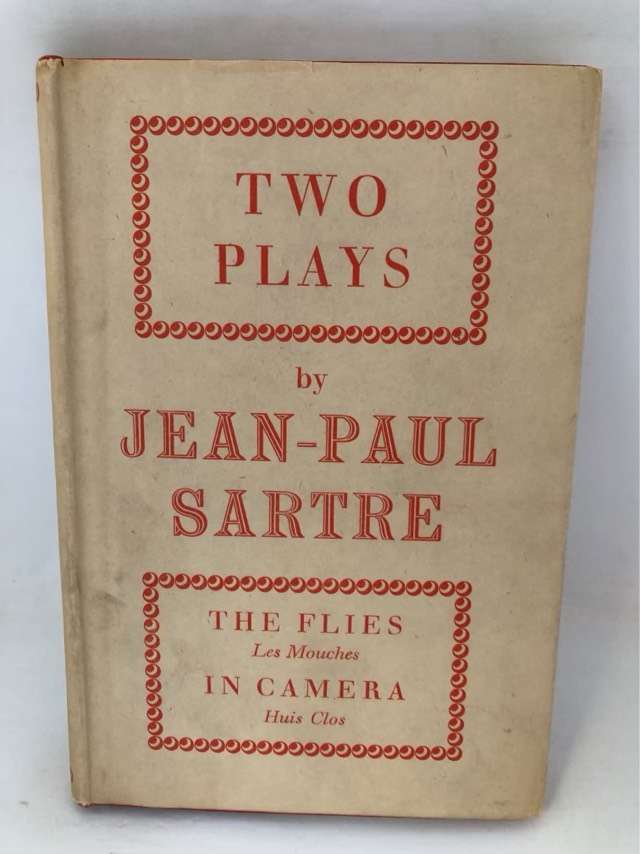 TWO
PLAYS
by
JEAN-PAUL
SARTRE
THE FLIES
Les Mouches
IN CAMERA
Huis Clos